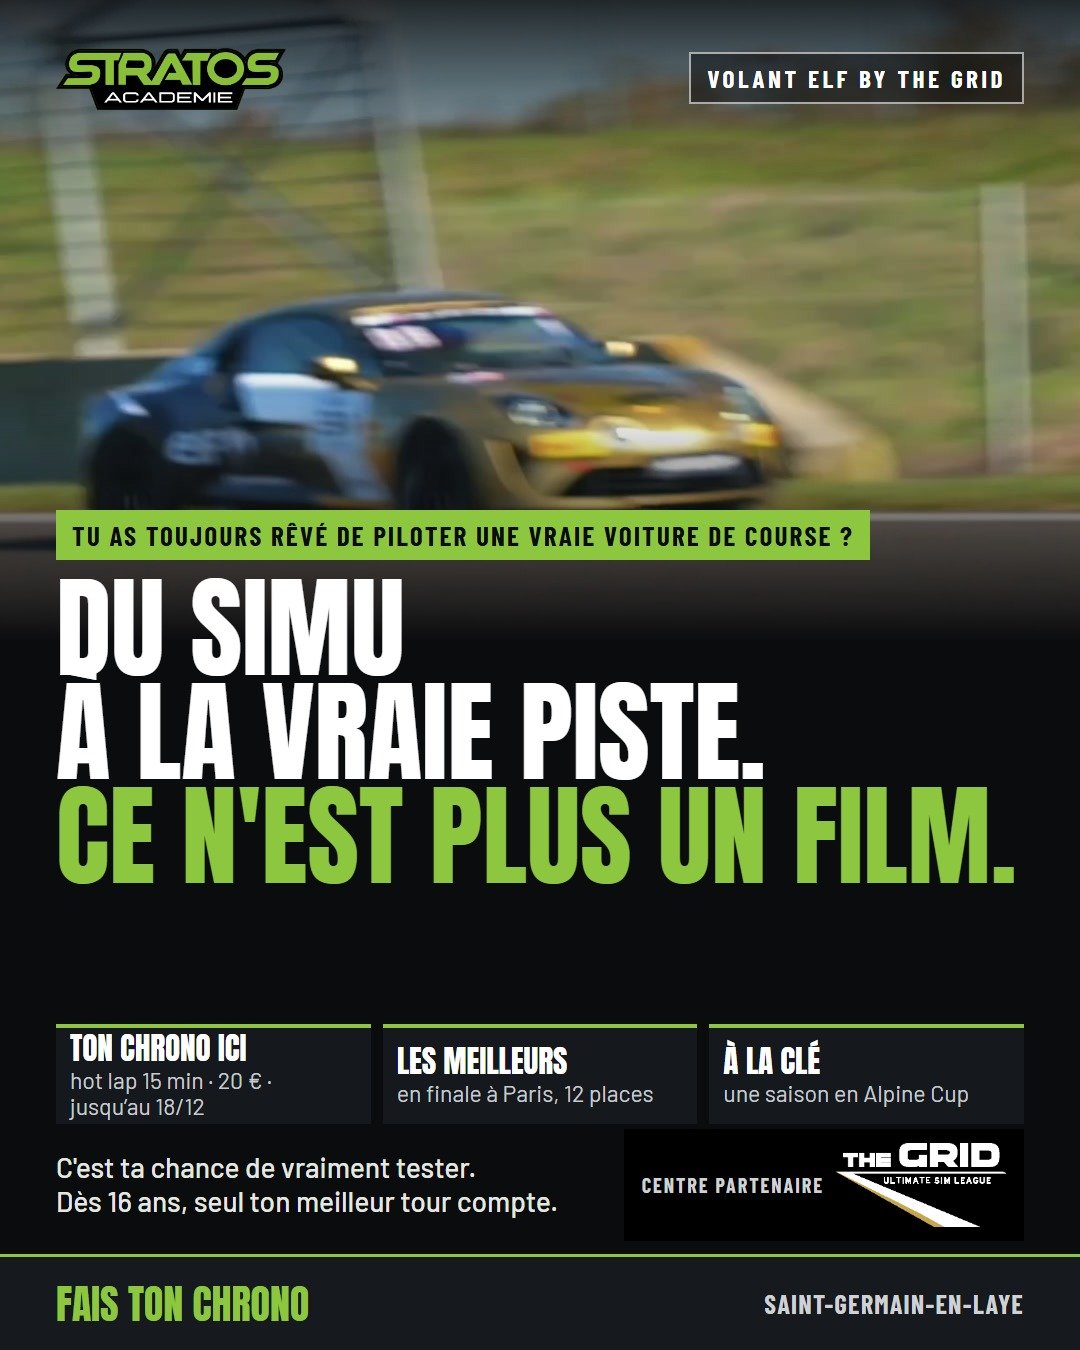 STRATOS
ACADEMIE
VOLANT ELF BY THE GRID
TU AS TOUJOURS RÊVÉ DE PILOTER UNE VRAIE VOITURE DE COURSE ?
DU SIMU
À LA VRAIE PISTE.
CE N'EST PLUS UN FILM.
TON CHRONO ICI
hot lap 15 min · 20 € ·
jusqu’au 18/12
LES MEILLEURS
en finale à Paris, 12 places
À LA CLÉ
une saison en Alpine Cup
C'est ta chance de vraiment tester.
Dès 16 ans, seul ton meilleur tour compte.
CENTRE PARTENAIRE
THE GRID
ULTIMATE SIM LEAGUE
FAIS TON CHRONO
SAINT-GERMAIN-EN-LAYE